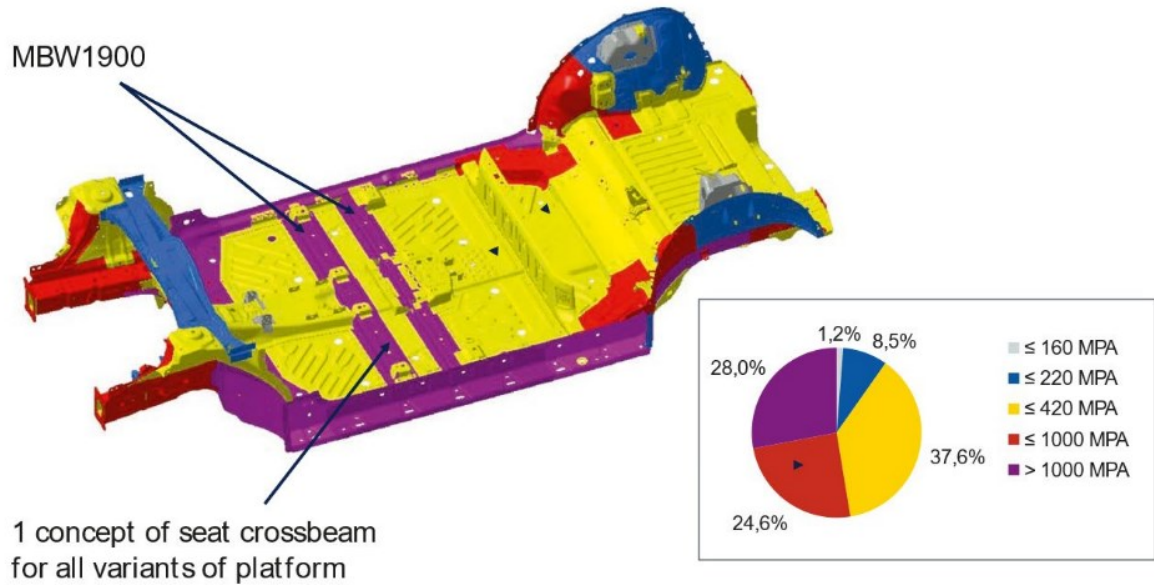 MBW1900
1 concept of seat crossbeam
for all variants of platform
1,2%
8,5%
28,0%
37,6%
24,6%
≤ 160 MPA
≤ 220 MPA
≤ 420 MPA
≤ 1000 MPA
> 1000 MPA